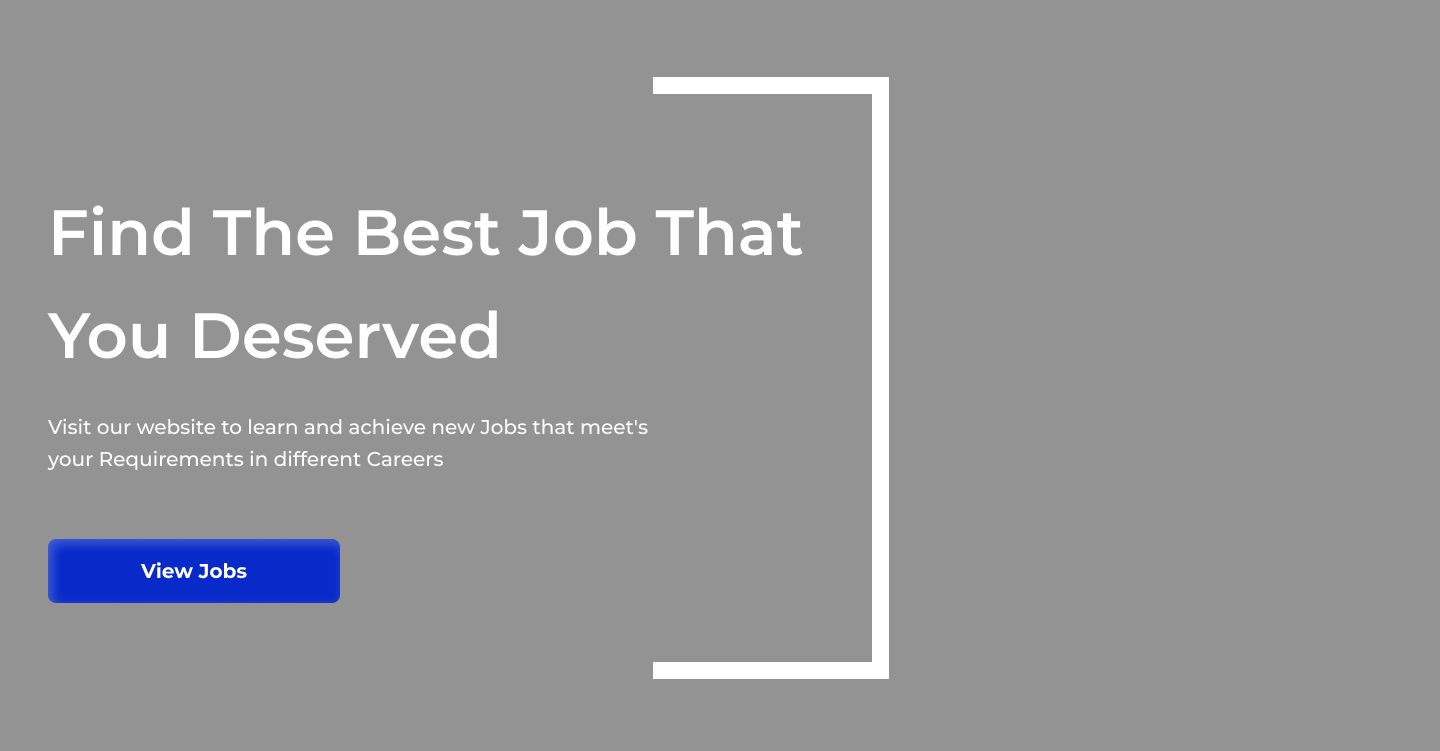 Find The Best Job That
You Deserved
Visit our website to learn and achieve new Jobs that meet's
your Requirements in different Careers
View Jobs